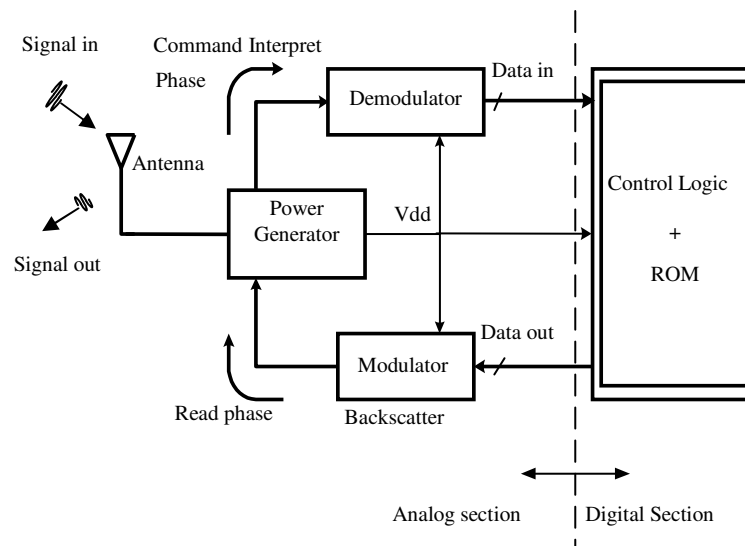 Signal in
Command Interpret
Phase
Data in
Demodulator
Antenna
Control Logic
+
ROM
Power
Generator
Vdd
Signal out
Data out
Modulator
Read phase
Backscatter
Analog section
Digital Section